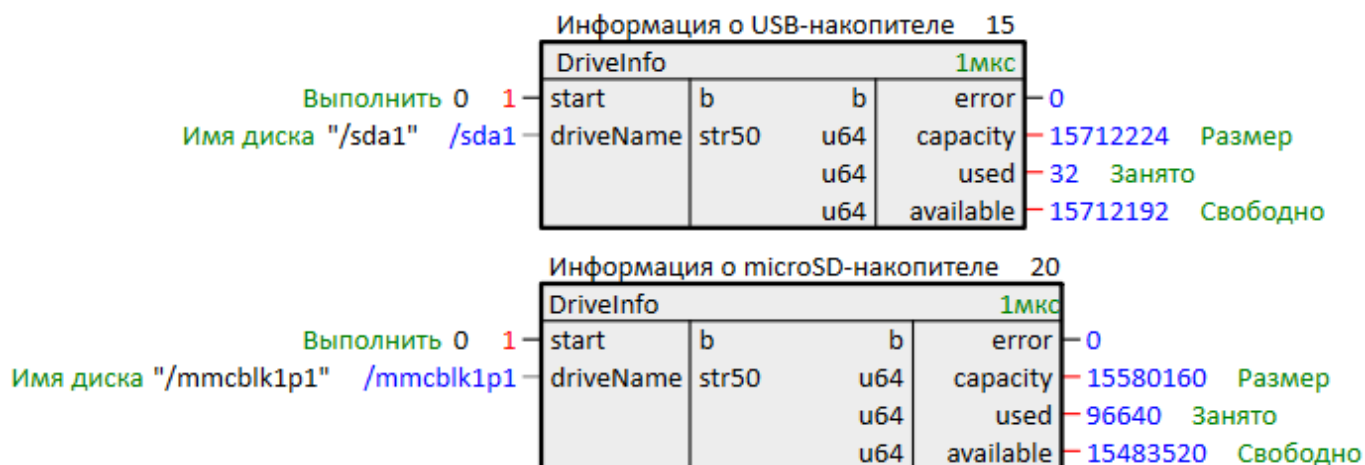 Информация о USB-накопителе 15
DriveInfo 1мкс
Выполнить 0 1 start b b error 0
Имя диска "/sda1" /sda1 driveName str50 u64 capacity 15712224 Размер
u64 used 32 Занято
u64 available 15712192 Свободно
Информация о microSD-накопителе 20
DriveInfo 1мкс
Выполнить 0 1 start b b error 0
Имя диска "/mmcblk1p1" /mmcblk1p1 driveName str50 u64 capacity 15580160 Размер
u64 used 96640 Занято
u64 available 15483520 Свободно